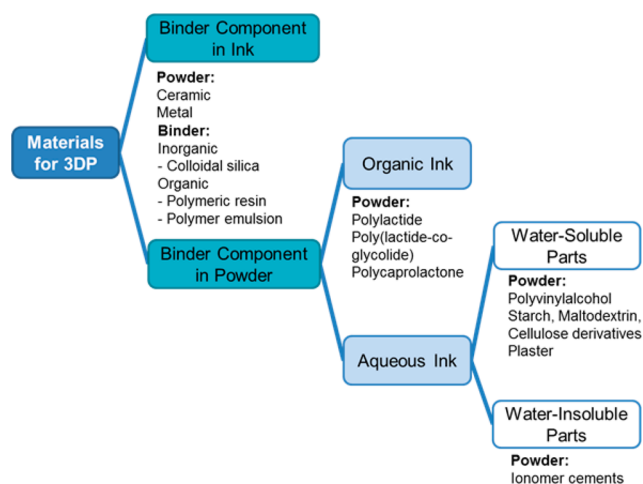 Binder Component
in Ink
Powder:
Ceramic
Metal
Binder:
Inorganic
- Colloidal silica
Organic
- Polymeric resin
- Polymer emulsion
Materials
for 3DP
Binder Component
in Powder
Organic Ink
Powder:
Polylactide
Poly(lactide-co-
glycolide)
Polycaprolactone
Aqueous Ink
Water-Soluble
Parts
Powder:
Polyvinylalcohol
Starch, Maltodextrin,
Cellulose derivatives
Plaster
Water-Insoluble
Parts
Powder:
Ionomer cements